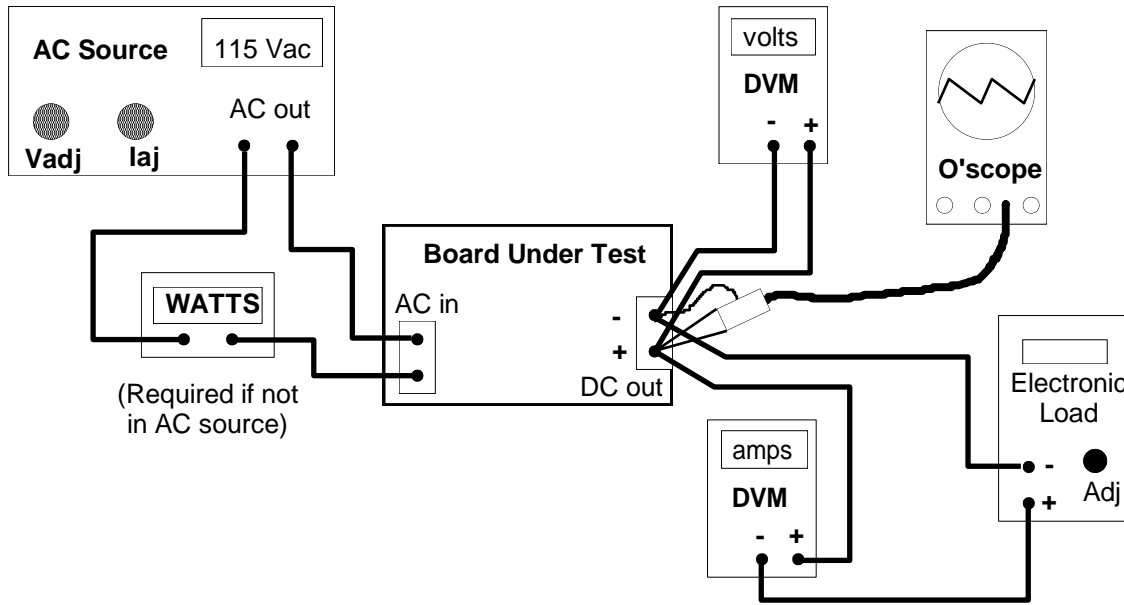 AC Source
115 Vac
AC out
Vadj
Iaj
WATTS
(Required if not
in AC source)
Board Under Test
AC in
-
+
DC out
volts
DVM
- +
O'scope
amps
DVM
- +
Electronic
Load
-
+
Adj